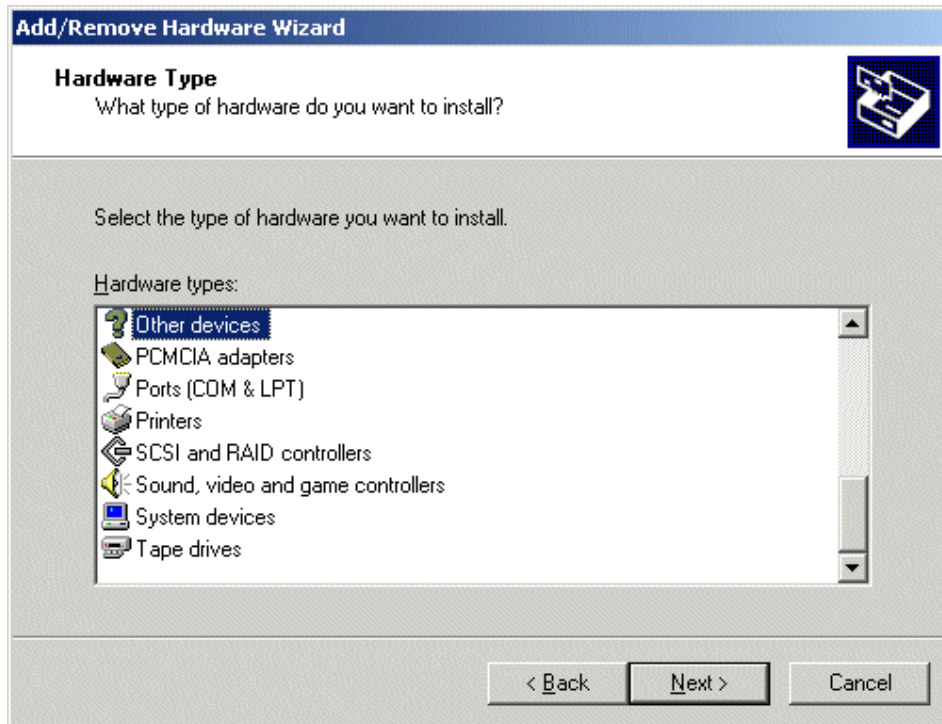 Add/Remove Hardware Wizard
Hardware Type
What type of hardware do you want to install?
Select the type of hardware you want to install.
Hardware types:
Other devices
PCMCIA adapters
Ports (COM & LPT)
Printers
SCSI and RAID controllers
Sound, video and game controllers
System devices
Tape drives
< Back Next > Cancel